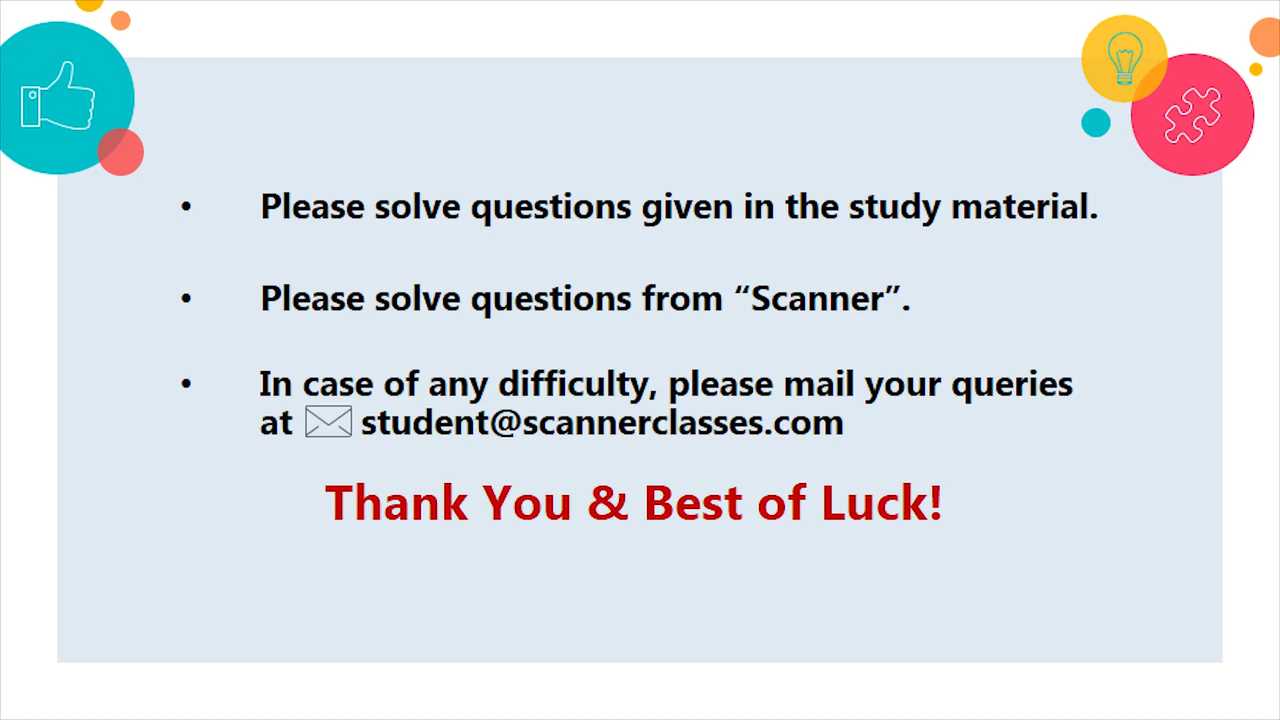 • Please solve questions given in the study material.
• Please solve questions from “Scanner”.
• In case of any difficulty, please mail your queries
at student@scannerclasses.com
Thank You & Best of Luck!